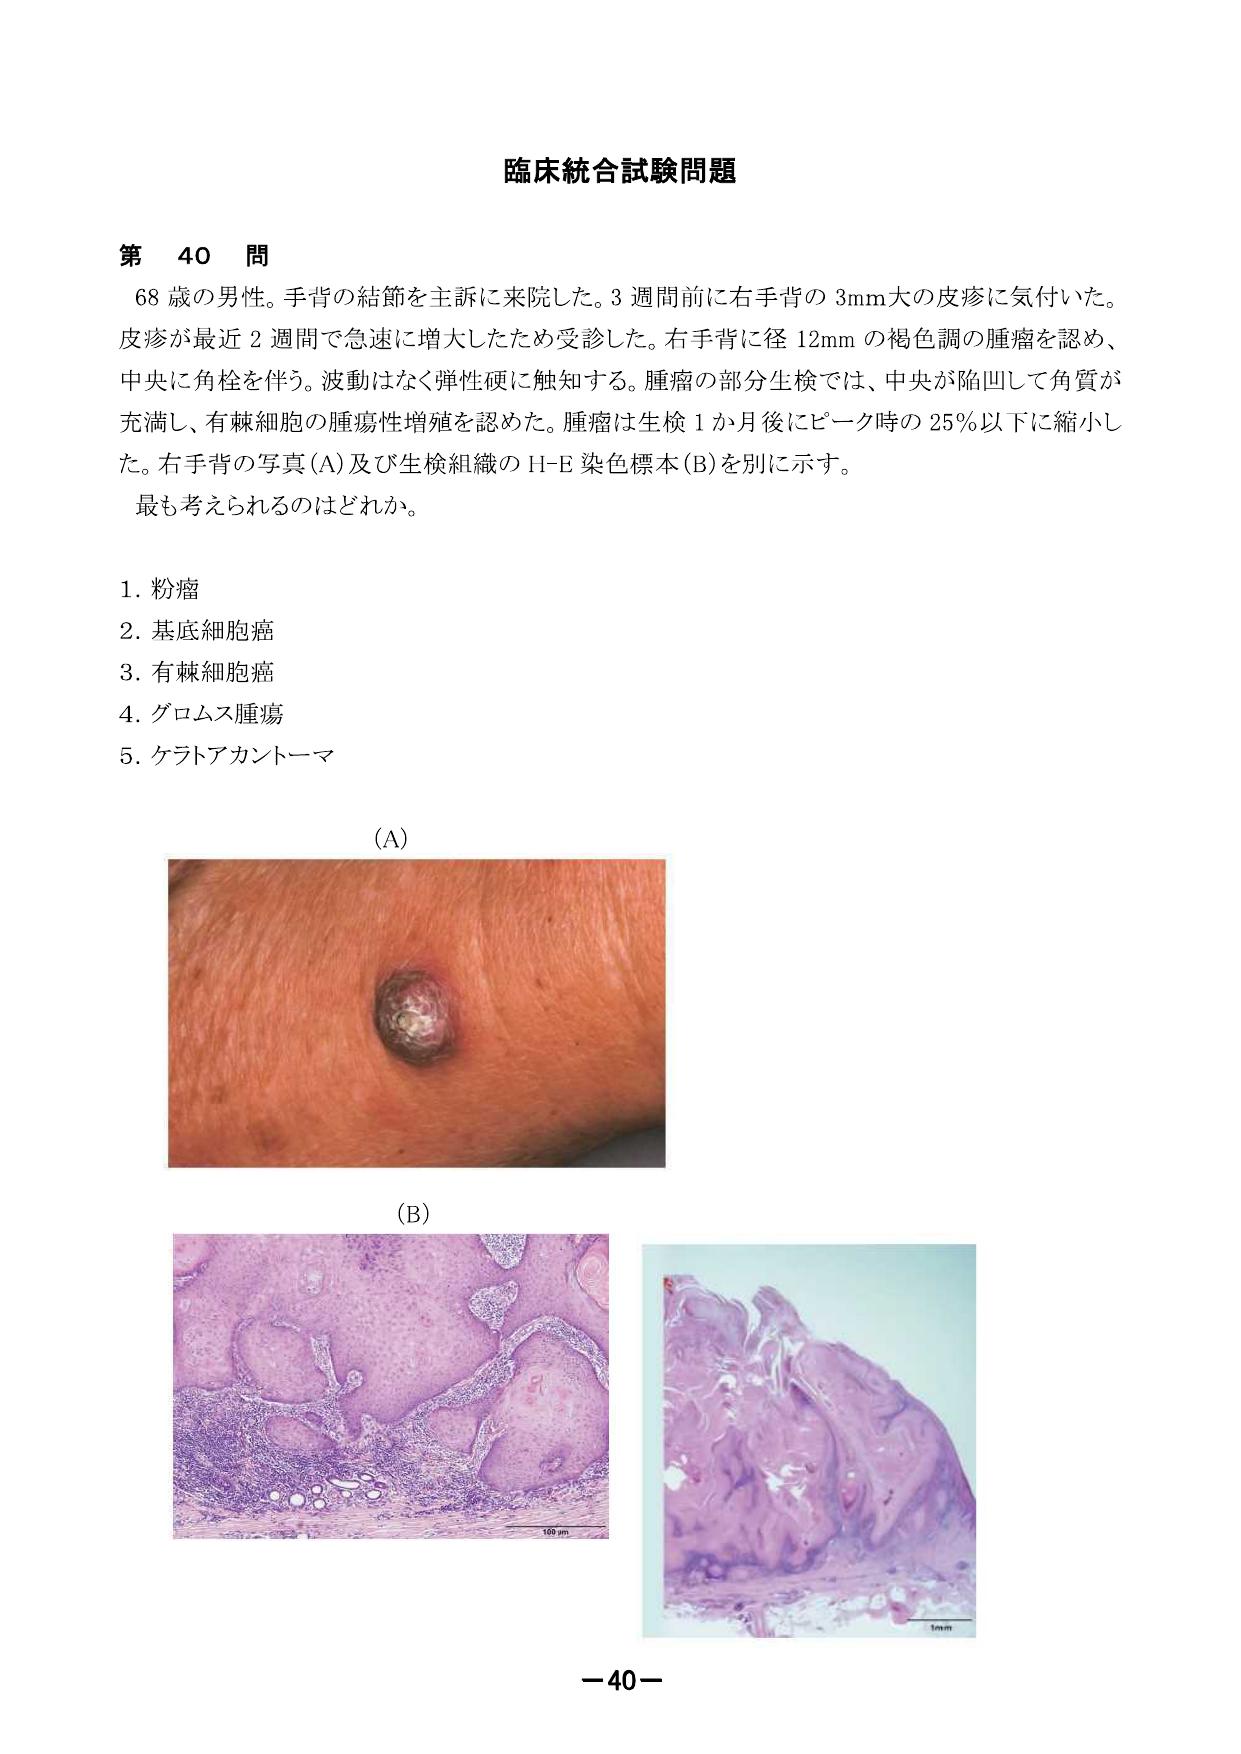 臨床統合試験問題
第 40 問
68 歳の男性。手背の結節を主訴に来院した。3 週間前に右手背の 3mm大の皮疹に気付いた。
皮疹が最近 2 週間で急速に増大したため受診した。右手背に径 12mm の褐色調の腫瘤を認め、
中央に角栓を伴う。波動はなく弾性硬に触知する。腫瘤の部分生検では、中央が陥凹して角質が
充満し、有棘細胞の腫瘍性増殖を認めた。腫瘤は生検 1 か月後にピーク時の 25%以下に縮小し
た。右手背の写真(A)及び生検組織の H-E 染色標本(B)を別に示す。
最も考えられるのはどれか。
1. 粉瘤
2. 基底細胞癌
3. 有棘細胞癌
4. グロムス腫瘍
5. ケラトアカントーマ
(A)
(B)
100 μm
1mm
－40－